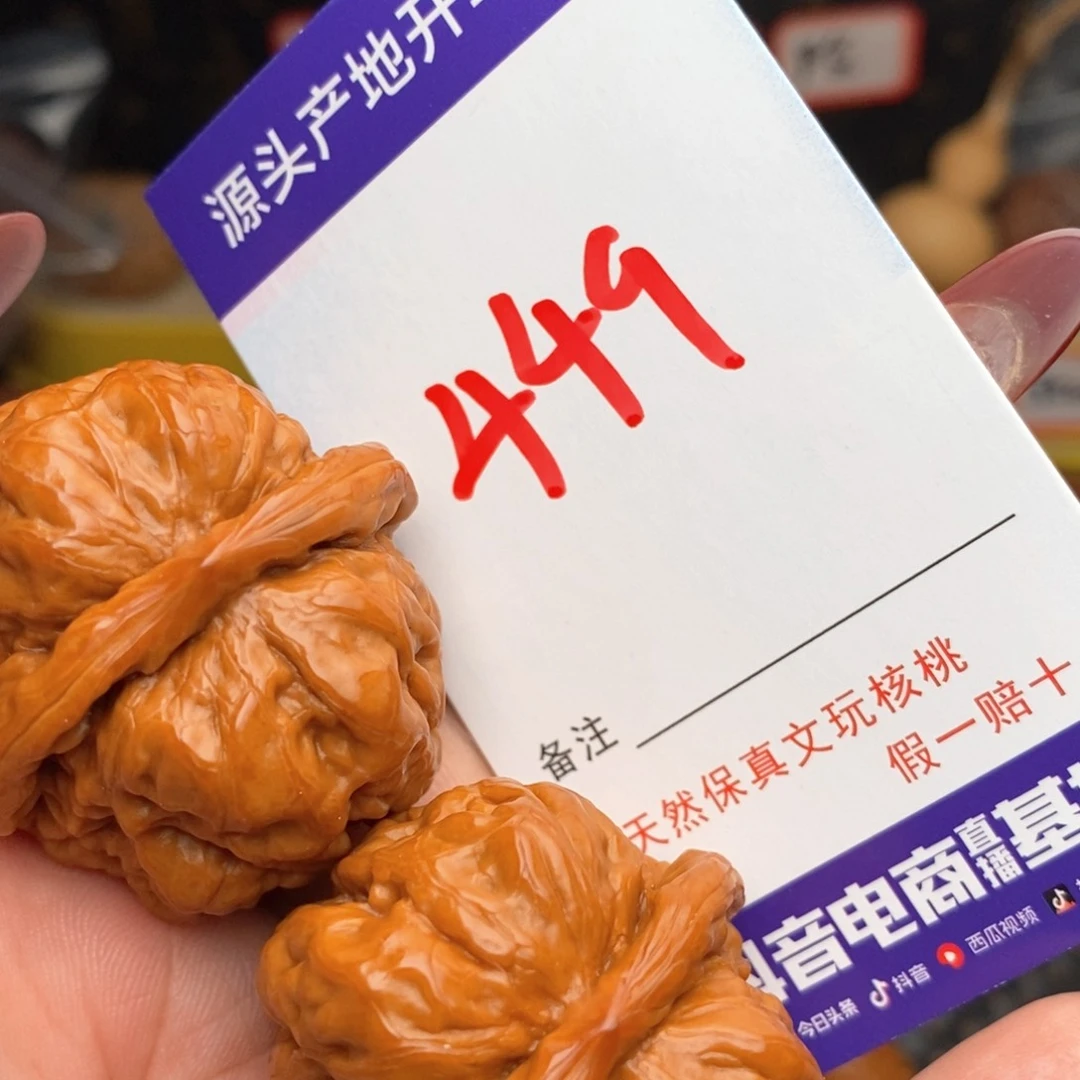 源头产地开
449
备注
天然保真文玩核桃
假一赔十
抖音电商直播基
今日头条 抖音 西瓜视频